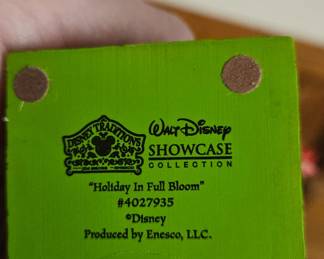 DISNEY TRADITIONS
Walt Disney
SHOWCASE
COLLECTION
"Holiday In Full Bloom"
#4027935
©Disney
Produced by Enesco, LLC.